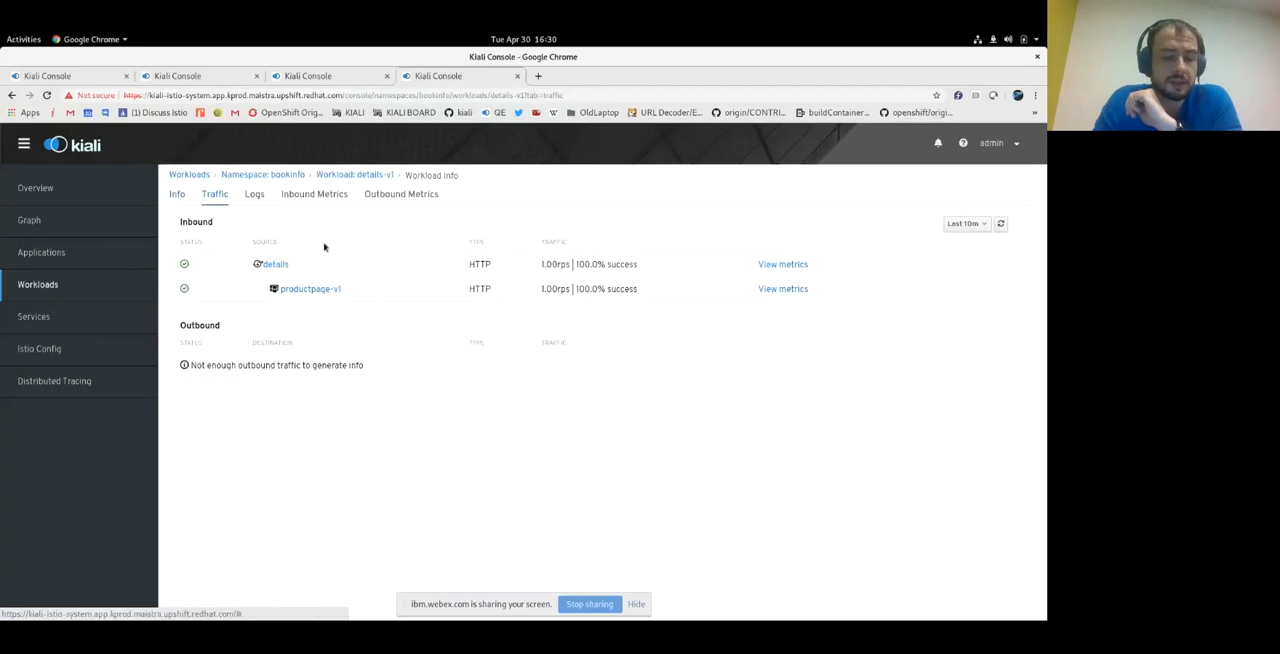 Activities Google Chrome Tue Apr 30 16:30
Kiali Console - Google Chrome
Kiali Console × Kiali Console × Kiali Console × Kiali Console × +
Not secure | https://kiali-istio-system.app.kprod.maistra.upshift.redhat.com/console/namespaces/bookinfo/workloads/details-v1?tab=traffic
Apps (1) Discuss Istio OpenShift Orig... KIALI KIALI BOARD kiali QE OldLaptop URL Decoder/E... origin/CONTRI... buildContainer... openshift/origi... »
kiali admin
Workloads › Namespace: bookinfo › Workload: details-v1 › Workload Info
Info Traffic Logs Inbound Metrics Outbound Metrics
Overview
Graph
Applications
Workloads
Services
Istio Config
Distributed Tracing
Inbound Last 10m
STATUS SOURCE TYPE TRAFFIC
details HTTP 1.00rps | 100.0% success View metrics
productpage-v1 HTTP 1.00rps | 100.0% success View metrics
Outbound
STATUS DESTINATION TYPE TRAFFIC
Not enough outbound traffic to generate info
ibm.webex.com is sharing your screen. Stop sharing Hide
https://kiali-istio-system.app.kprod.maistra.upshift.redhat.com/#